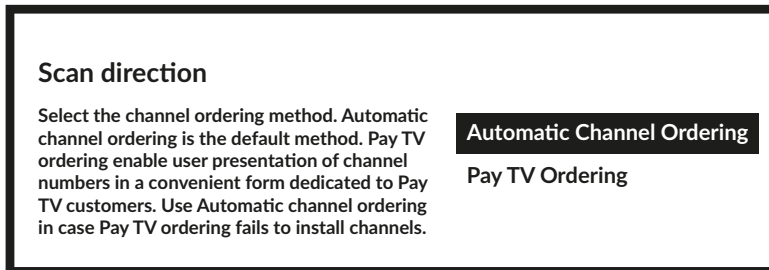 Scan direction
Select the channel ordering method. Automatic
channel ordering is the default method. Pay TV
ordering enable user presentation of channel
numbers in a convenient form dedicated to Pay
TV customers. Use Automatic channel ordering
in case Pay TV ordering fails to install channels.
Automatic Channel Ordering
Pay TV Ordering